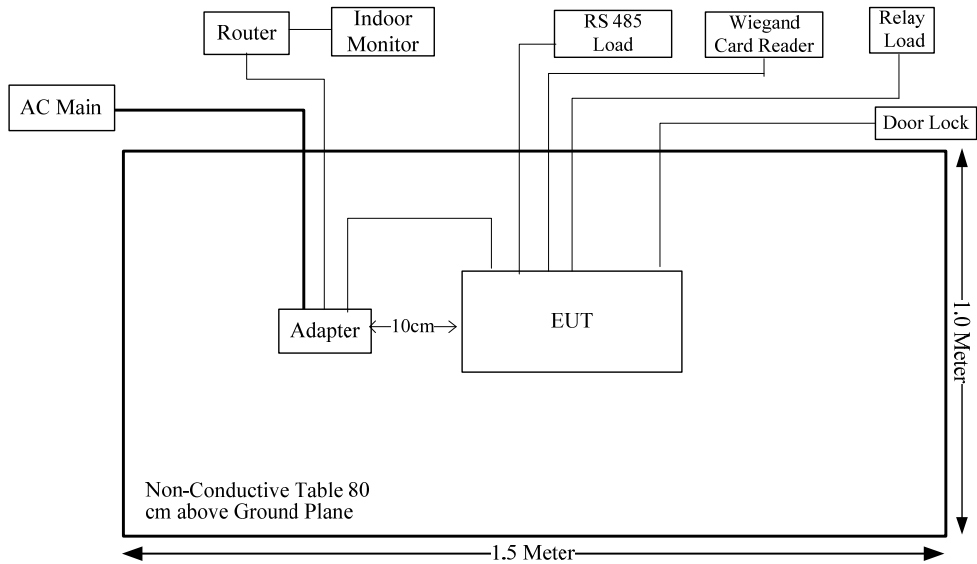 Router
Indoor
Monitor
RS 485
Load
Wiegand
Card Reader
Relay
Load
AC Main
Door Lock
Adapter
10cm
EUT
1.0 Meter
Non-Conductive Table 80
cm above Ground Plane
1.5 Meter